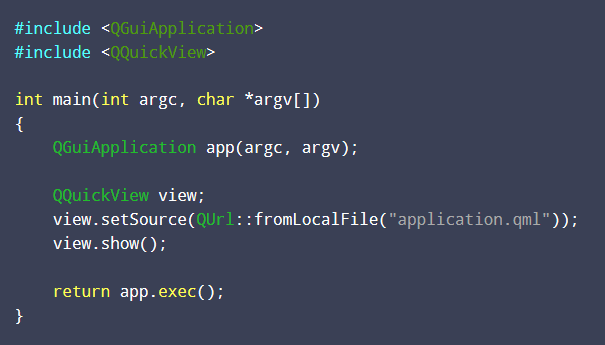 #include <QGuiApplication>
#include <QQuickView>

int main(int argc, char *argv[])
{
    QGuiApplication app(argc, argv);

    QQuickView view;
    view.setSource(QUrl::fromLocalFile("application.qml"));
    view.show();

    return app.exec();
}